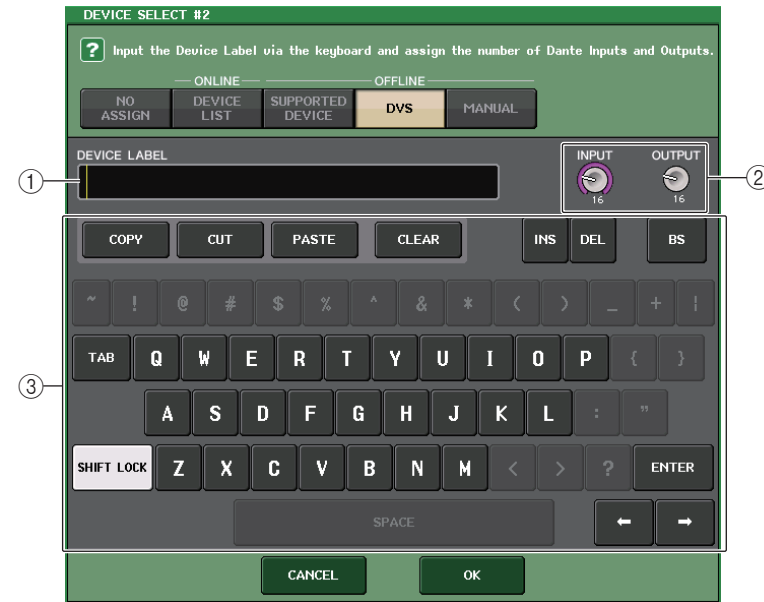 DEVICE SELECT #2
? Input the Device Label via the keyboard and assign the number of Dante Inputs and Outputs.
ONLINE OFFLINE
NO ASSIGN DEVICE LIST SUPPORTED DEVICE DVS MANUAL
DEVICE LABEL INPUT OUTPUT
1 2
16 16
COPY CUT PASTE CLEAR INS DEL BS
~ ! @ # $ % ^ & * ( ) _ + ¦
TAB Q W E R T Y U I O P { }
3
A S D F G H J K L : "
SHIFT LOCK Z X C V B N M < > ? ENTER
SPACE ← →
CANCEL OK